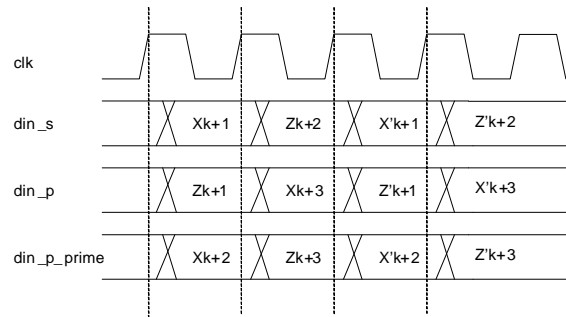 clk
din_s Xk+1 Zk+2 X'k+1 Z'k+2
din_p Zk+1 Xk+3 Z'k+1 X'k+3
din_p_prime Xk+2 Zk+3 X'k+2 Z'k+3